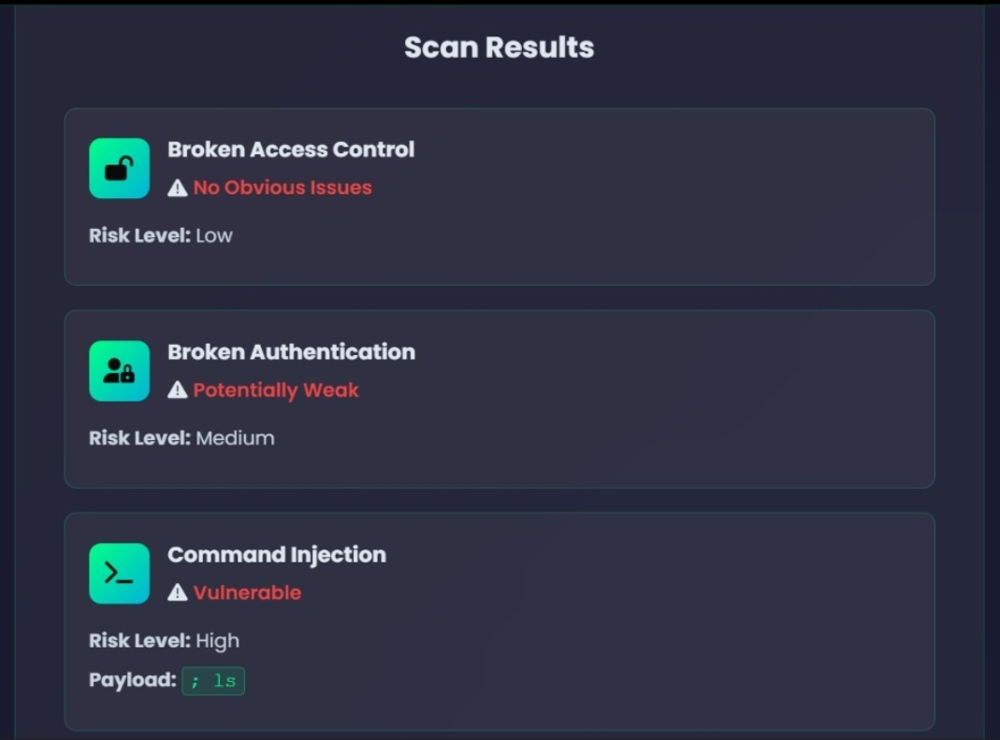 Scan Results
Broken Access Control
No Obvious Issues
Risk Level: Low
Broken Authentication
Potentially Weak
Risk Level: Medium
Command Injection
Vulnerable
Risk Level: High
Payload: ; ls